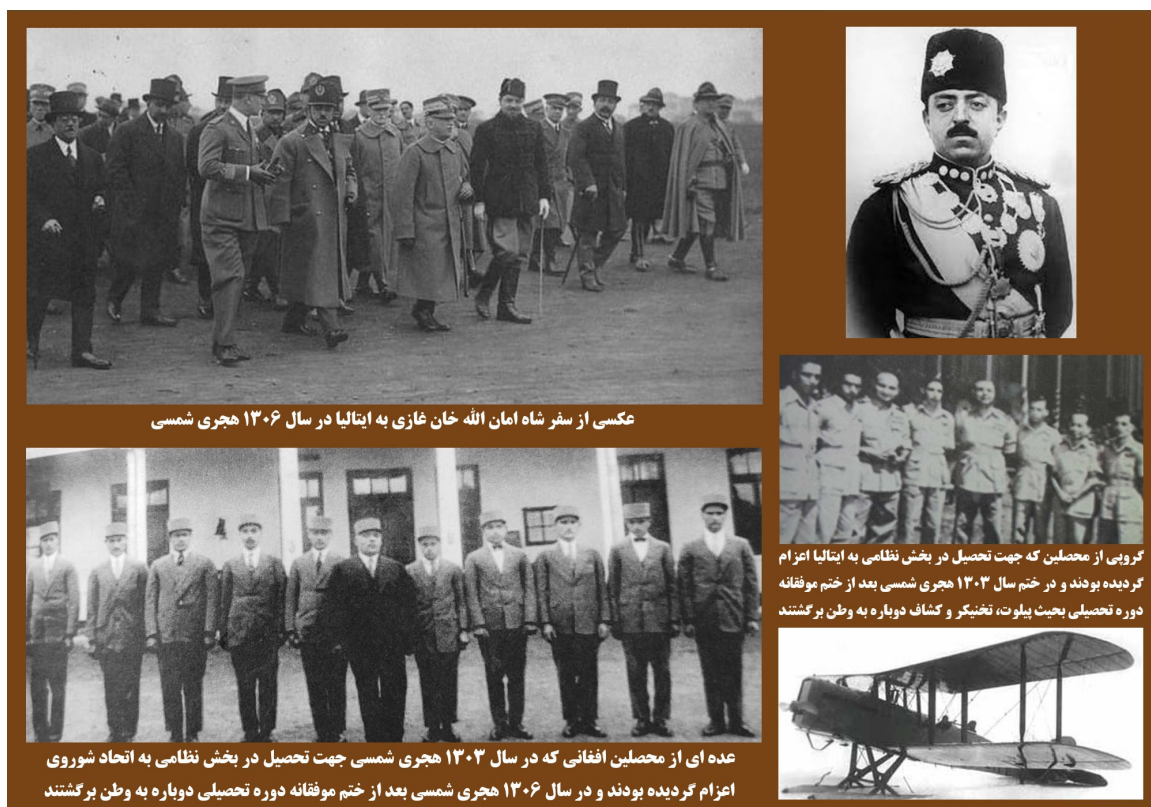 عکسی از سفر شاه امان الله خان غازی به ایتالیا در سال ۱۳۰۶ هجری شمسی
گروپی از محصلین که جهت تحصیل در بخش نظامی به ایتالیا اعزام
گردیده بودند و در ختم سال ۱۳۰۳ هجری شمسی بعد از ختم موفقانه
دوره تحصیلی بحیث پیلوت، تخنیکر و کشاف دوباره به وطن برگشتند
عده ای از محصلین افغانی که در سال ۱۳۰۳ هجری شمسی جهت تحصیل در بخش نظامی به اتحاد شوروی
اعزام گردیده بودند و در سال ۱۳۰۶ هجری شمسی بعد از ختم موفقانه دوره تحصیلی دوباره به وطن برگشتند